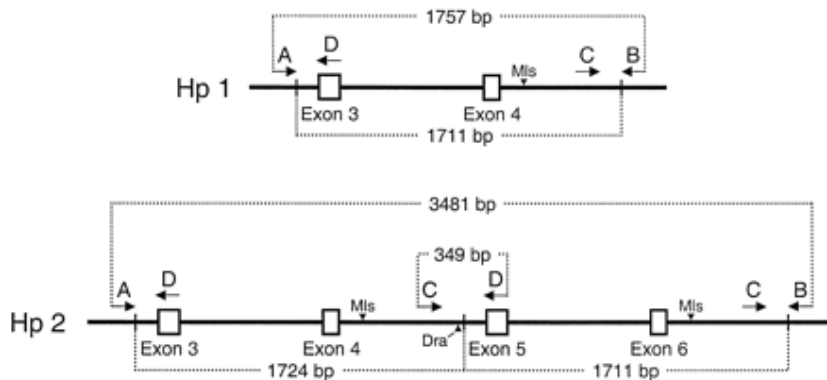 1757 bp
A D C B
Hp 1 Mls
Exon 3 Exon 4
1711 bp
3481 bp
349 bp
A D C D C B
Hp 2 Mls Mls
Exon 3 Exon 4 Dra Exon 5 Exon 6
1724 bp 1711 bp